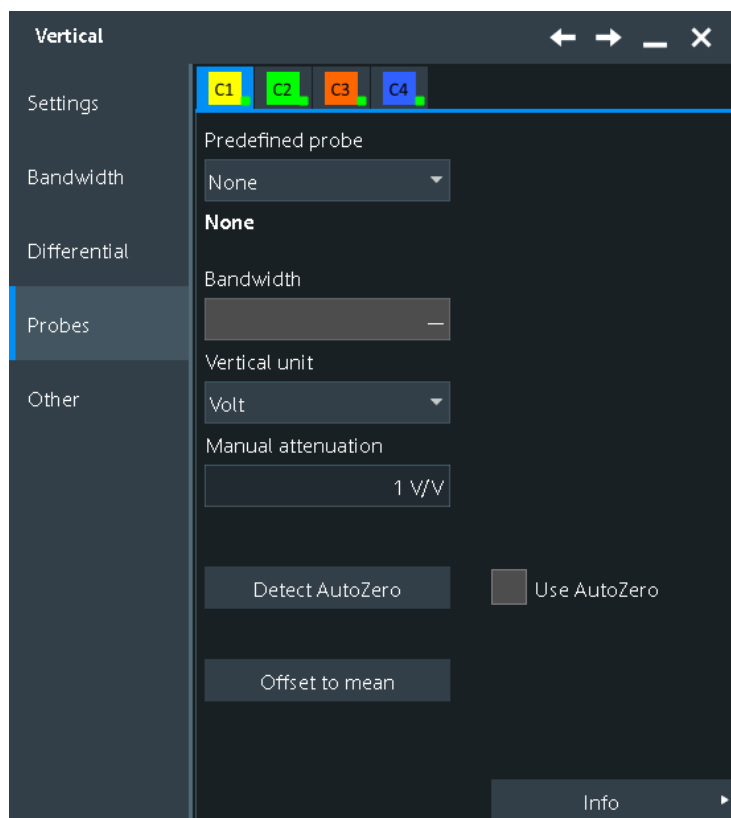 Vertical
Settings
Bandwidth
Differential
Probes
Other
C1 C2 C3 C4
Predefined probe
None
None
Bandwidth
—
Vertical unit
Volt
Manual attenuation
1 V/V
Detect AutoZero
Use AutoZero
Offset to mean
Info